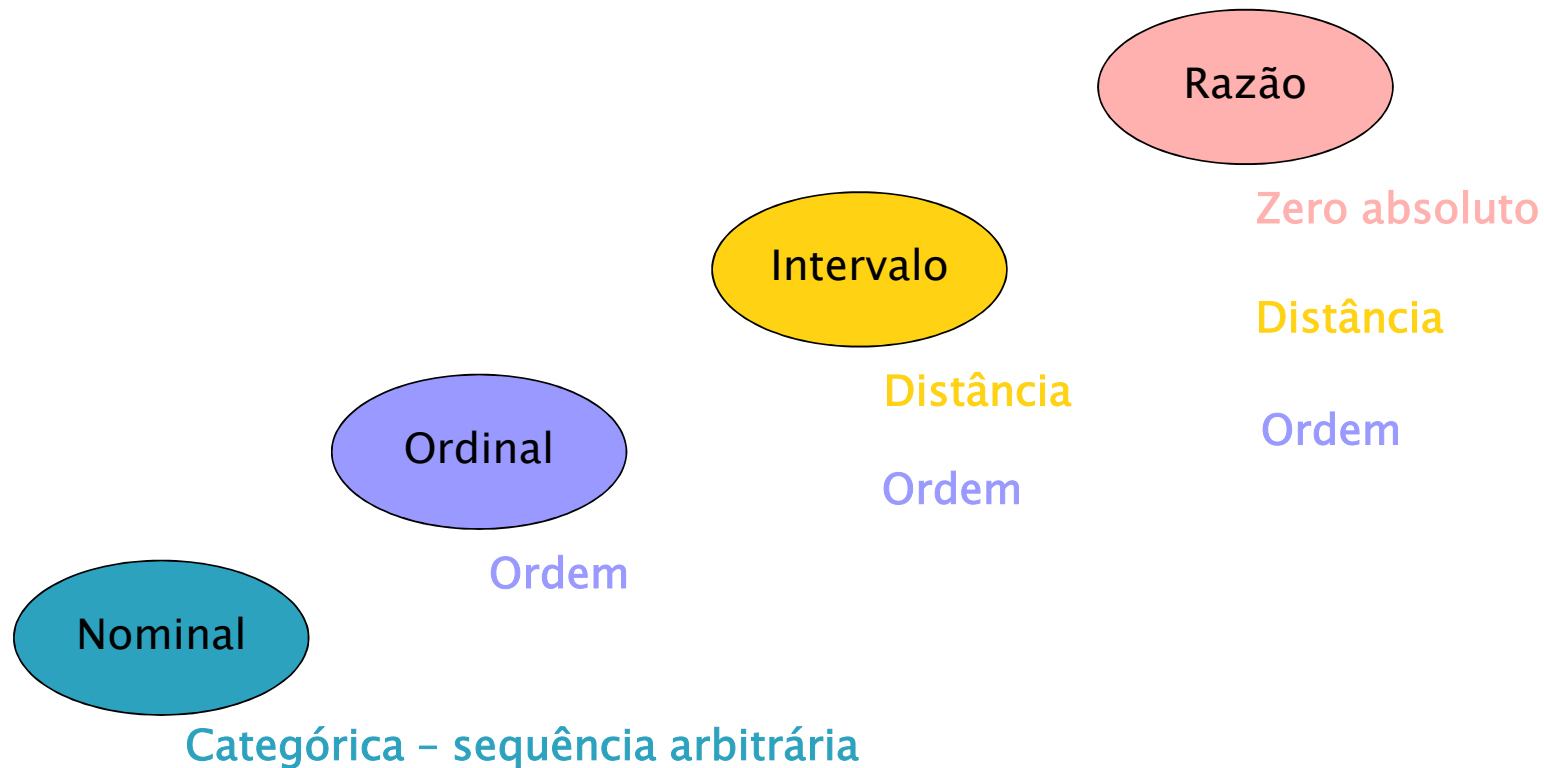 Razão
Zero absoluto
Distância
Ordem
Intervalo
Distância
Ordem
Ordinal
Ordem
Nominal
Categórica – sequência arbitrária